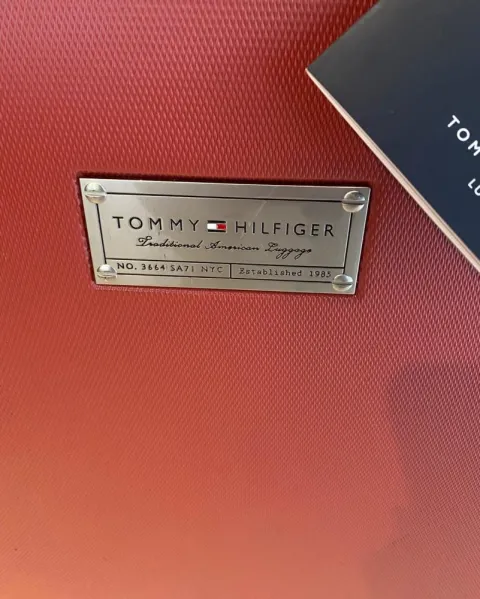 TOMMY HILFIGER
Traditional American Luggage
NO. 3664 SA71 NYC
Established 1985
TOM
LU